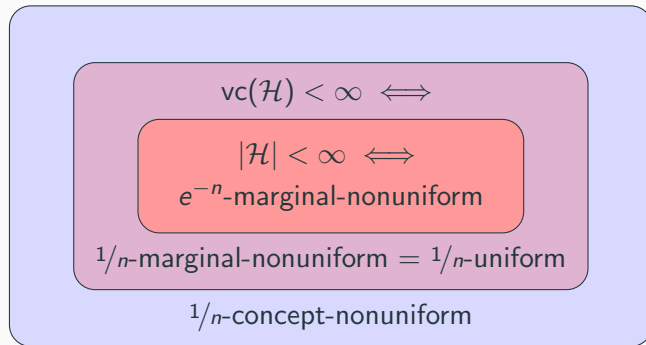 vc(ℋ) < ∞ ⟺
|ℋ| < ∞ ⟺
e⁻ⁿ-marginal-nonuniform
1/n-marginal-nonuniform = 1/n-uniform
1/n-concept-nonuniform